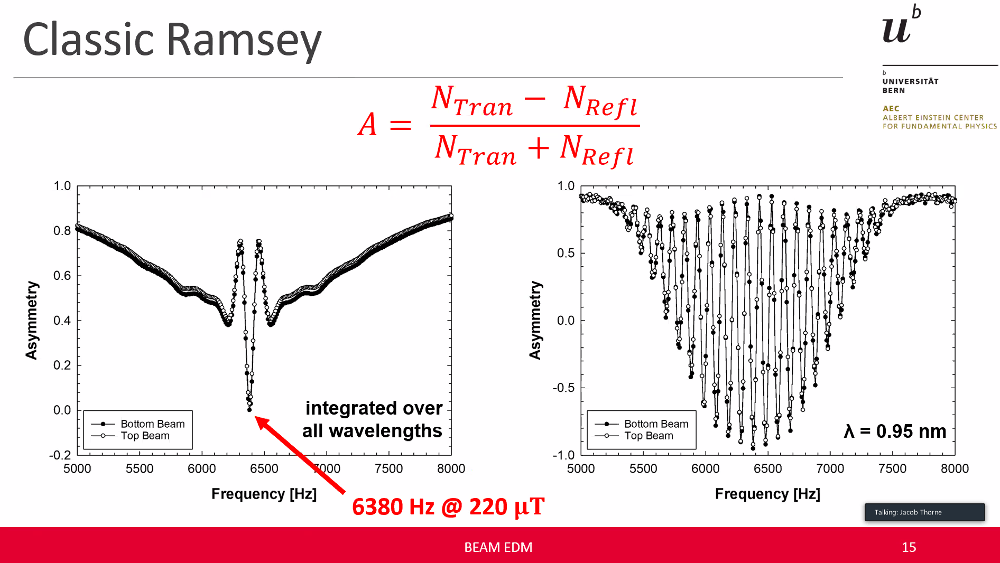 Classic Ramsey
u^b
b
UNIVERSITÄT
BERN
AEC
ALBERT EINSTEIN CENTER
FOR FUNDAMENTAL PHYSICS
A = (N_Tran − N_Refl) / (N_Tran + N_Refl)
1.0
0.8
0.6
0.4
0.2
0.0
-0.2
Asymmetry
integrated over
all wavelengths
Bottom Beam
Top Beam
5000 5500 6000 6500 7000 7500 8000
Frequency [Hz]
6380 Hz @ 220 µT
1.0
0.5
0.0
-0.5
-1.0
Asymmetry
Bottom Beam
Top Beam
λ = 0.95 nm
5000 5500 6000 6500 7000 7500 8000
Frequency [Hz]
Talking: Jacob Thorne
BEAM EDM
15